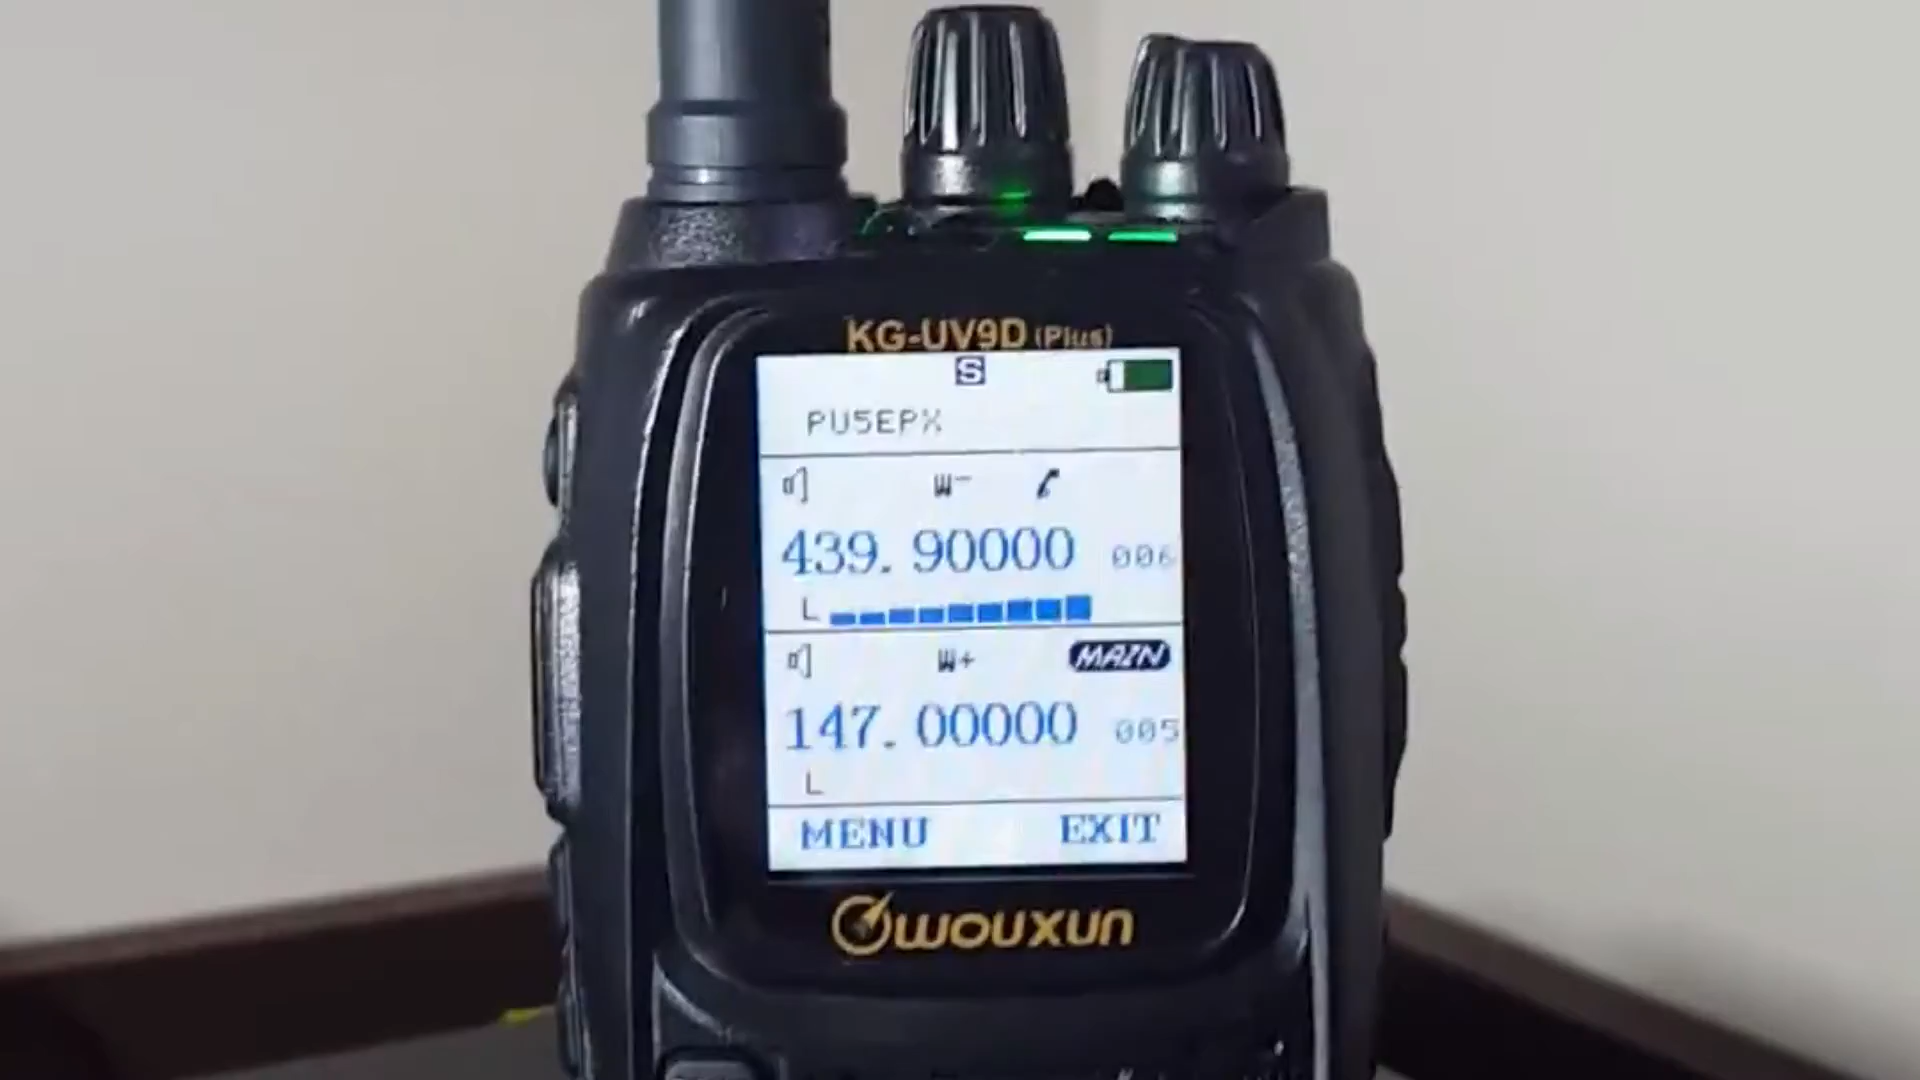 KG-UV9D (Plus)
S
PU5EPX
W-
439.90000 006
L
W+ MAIN
147.00000 005
L
MENU EXIT
WOUXUN